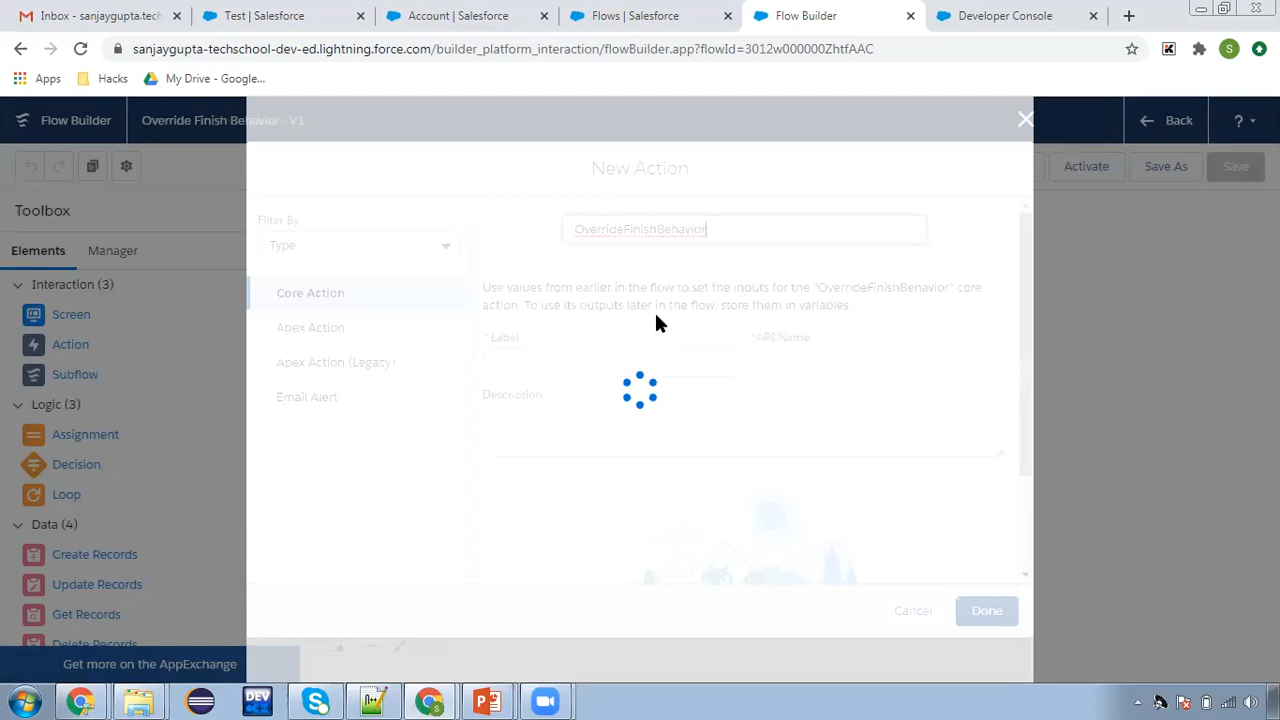 Inbox - sanjaygupta.tech
Test | Salesforce
Account | Salesforce
Flows | Salesforce
Flow Builder
Developer Console
sanjaygupta-techschool-dev-ed.lightning.force.com/builder_platform_interaction/flowBuilder.app?flowId=3012w000000ZhtfAAC
S
Apps
Hacks
My Drive - Google...
Flow Builder
Override Finish Behavior - V1
Back
?
New Action
Activate
Save As
Save
Toolbox
Filter By
Type
OverrideFinishBehavior
Elements
Manager
Interaction (3)
Core Action
Use values from earlier in the flow to set the inputs for the "OverrideFinishBehavior" core
action. To use its outputs later in the flow, store them in variables.
Screen
Apex Action
*Label
*API Name
Action
Apex Action (Legacy)
Subflow
Email Alert
Description
Logic (3)
Assignment
Decision
Loop
Data (4)
Create Records
Update Records
Get Records
Cancel
Done
Delete Records
Get more on the AppExchange
DEV
C++